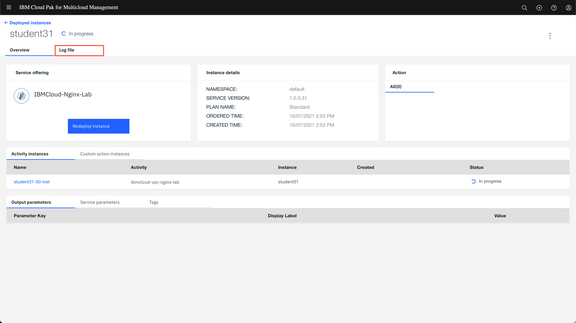 IBM Cloud Pak for Multicloud Management
← Deployed instances
student31 In progress
Overview Log file
Service offering
IBMCloud-Nginx-Lab
Redeploy instance
Instance details
NAMESPACE: default
SERVICE VERSION: 1.0.0.31
PLAN NAME: Standard
ORDERED TIME: 10/07/2021 2:53 PM
CREATED TIME: 10/07/2021 2:53 PM
Action
All(0)
Activity instances Custom action instances
Name Activity Instance Created Status
student31-00-inst ibmcloud-vpc-nginx-lab student31 In progress
Output parameters Service parameters Tags
Parameter Key Display Label Value